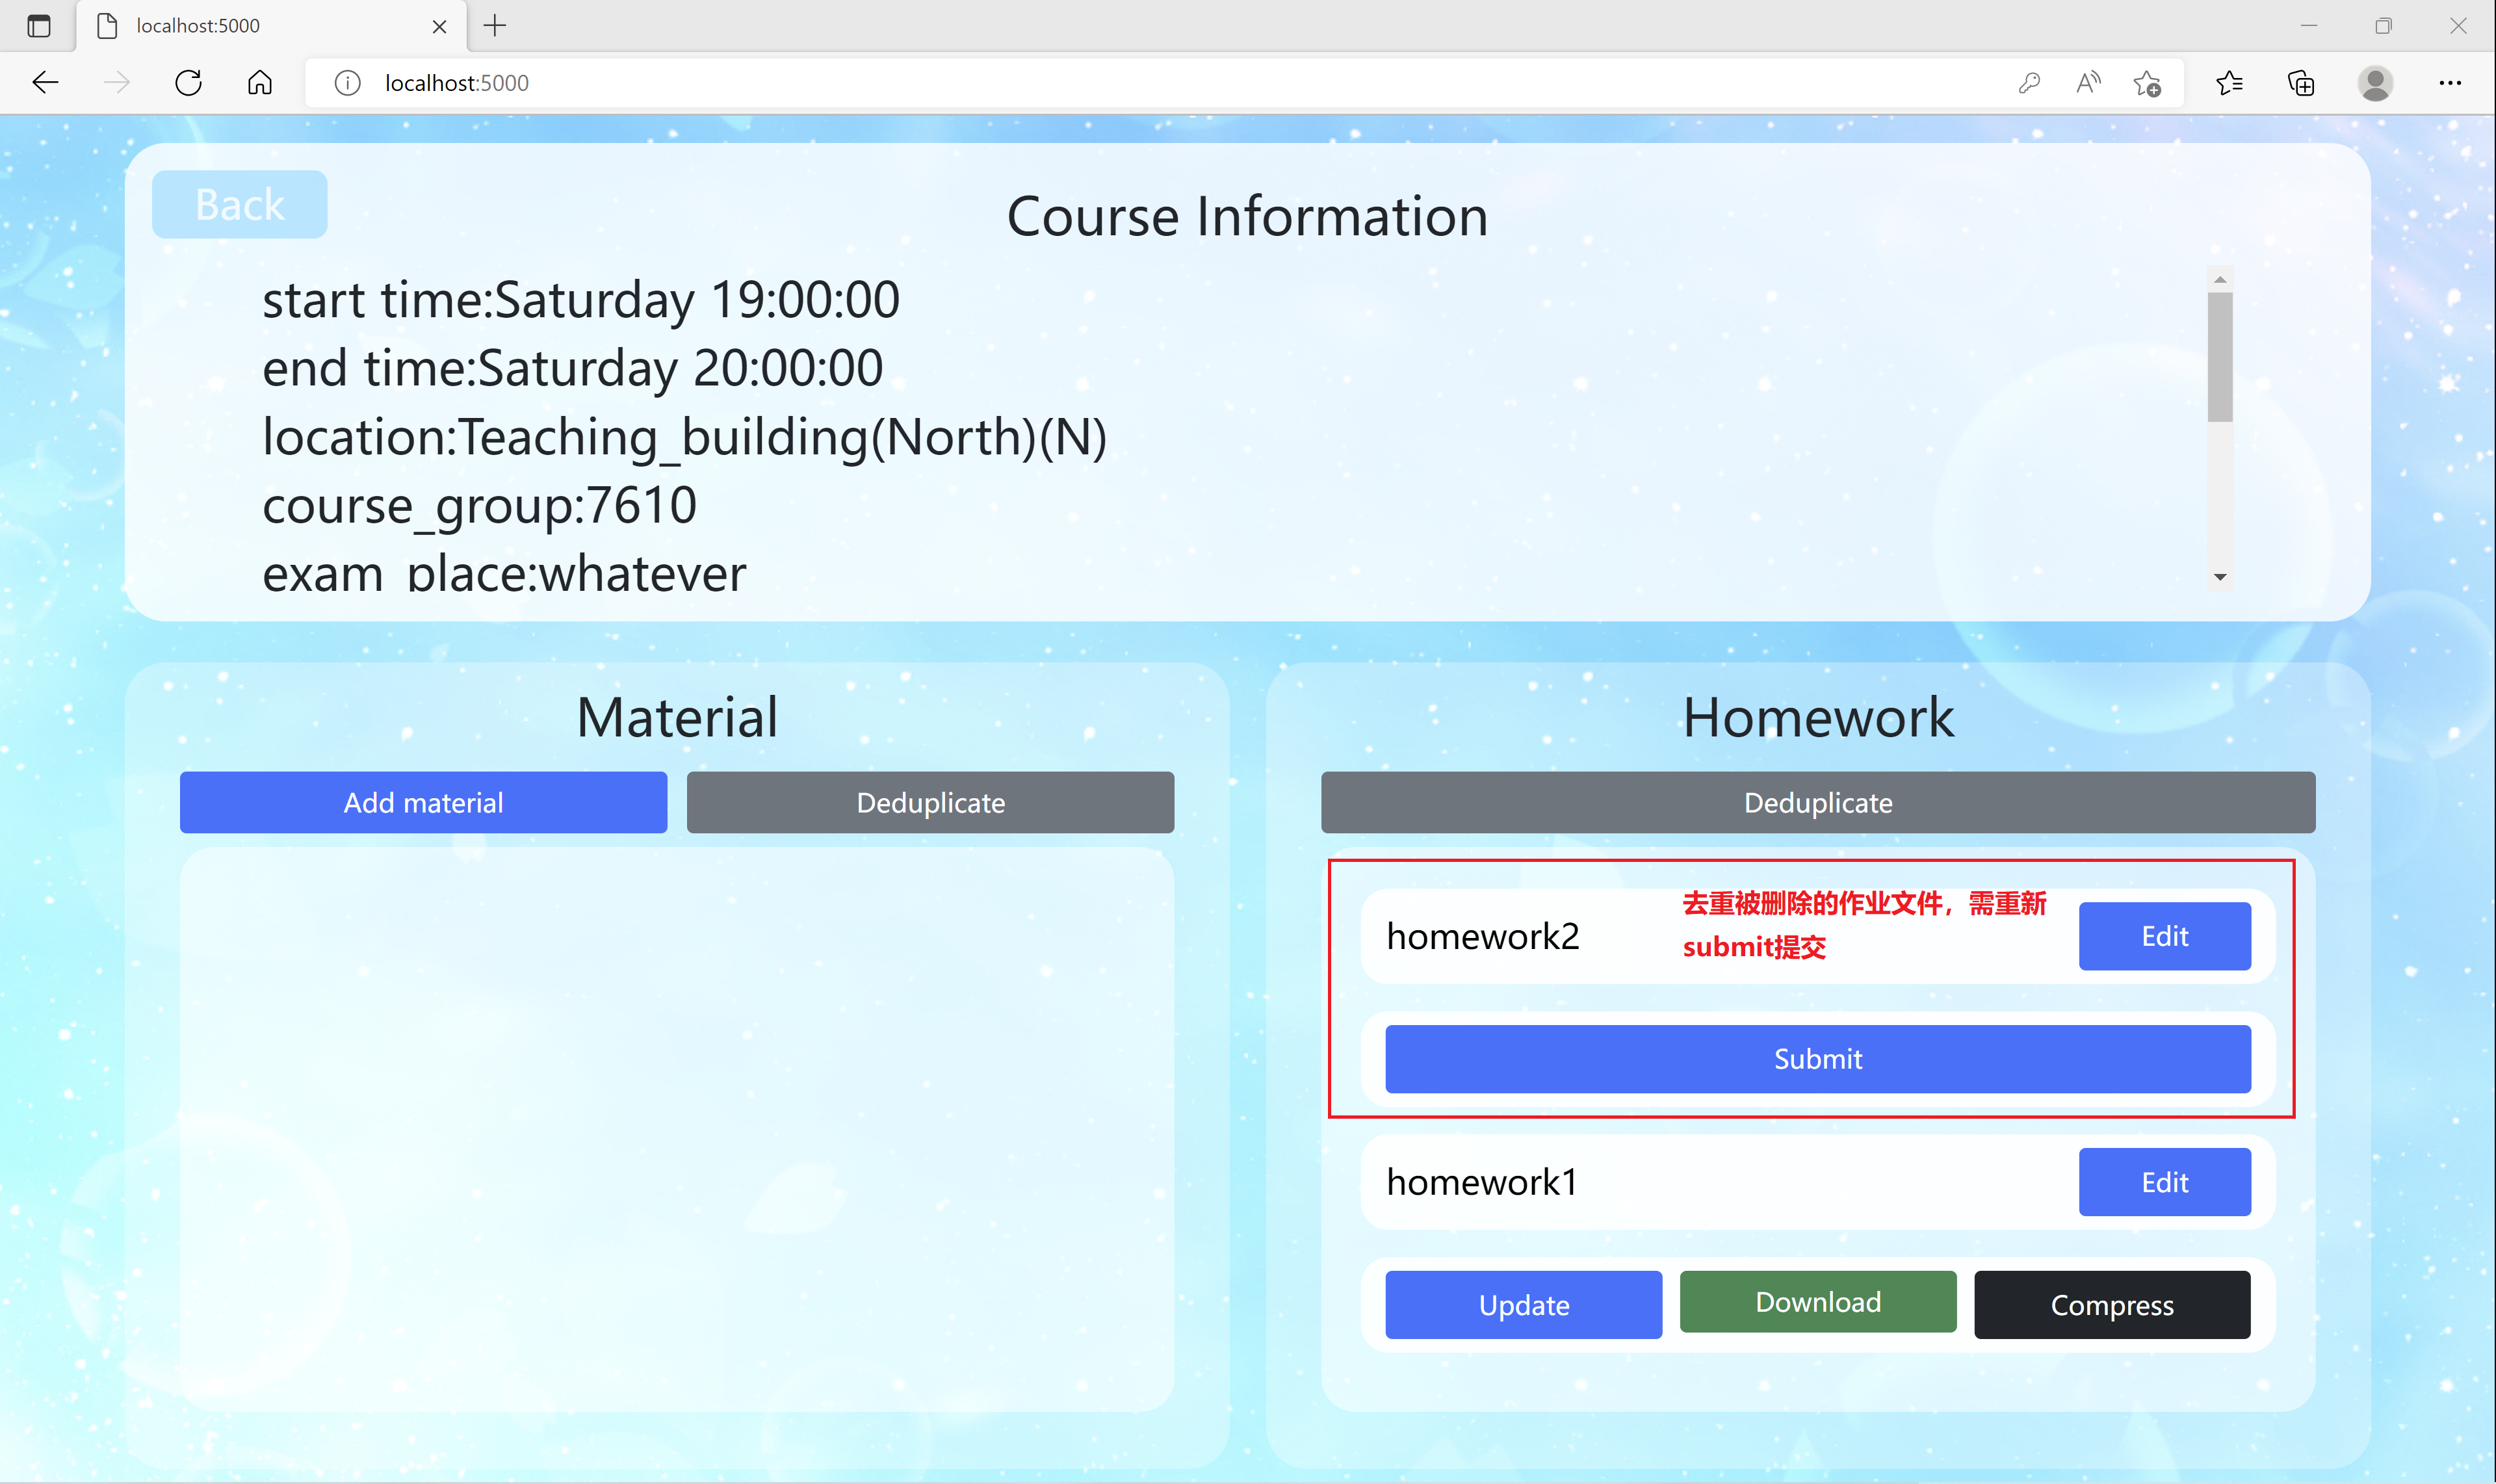 localhost:5000
localhost:5000
Back
Course Information
start time:Saturday 19:00:00
end time:Saturday 20:00:00
location:Teaching_building(North)(N)
course_group:7610
exam_place:whatever
Material
Add material
Deduplicate
Homework
Deduplicate
homework2
去重被删除的作业文件，需重新
submit提交
Edit
Submit
homework1
Edit
Update
Download
Compress